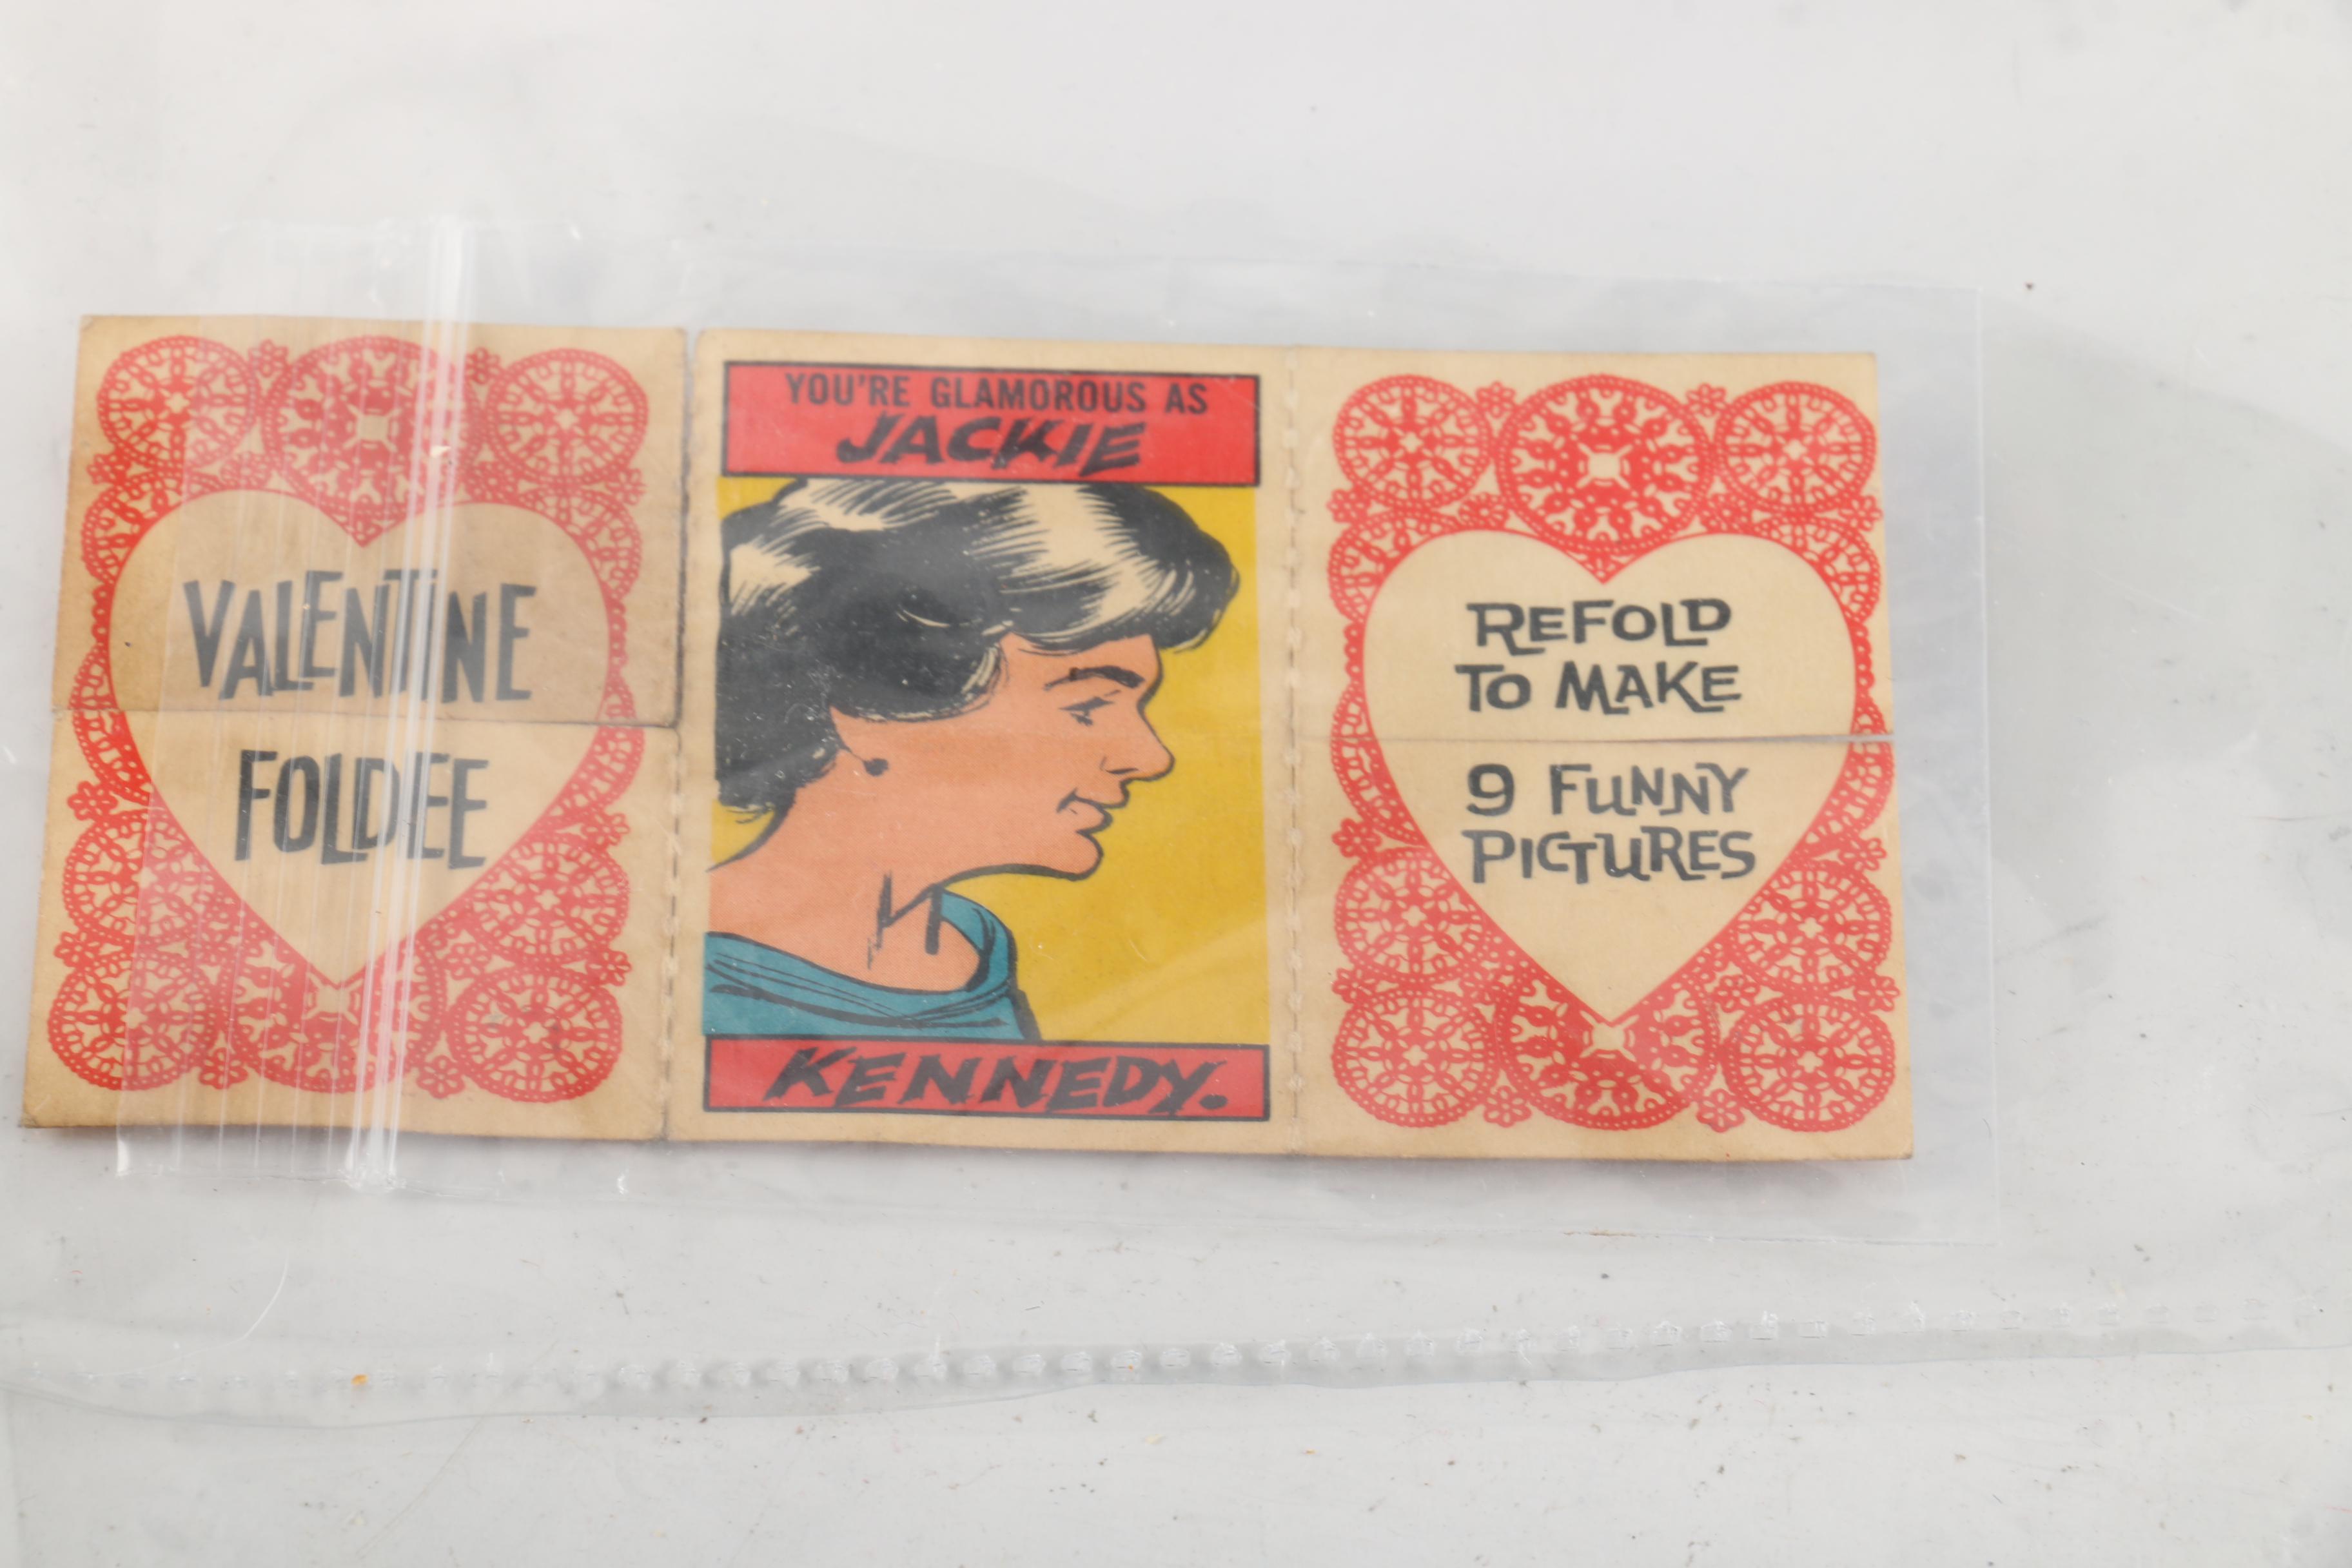 VALENTINE
FOLDEE
YOU'RE GLAMOROUS AS
JACKIE
KENNEDY.
REFOLD
TO MAKE
9 FUNNY
PICTURES